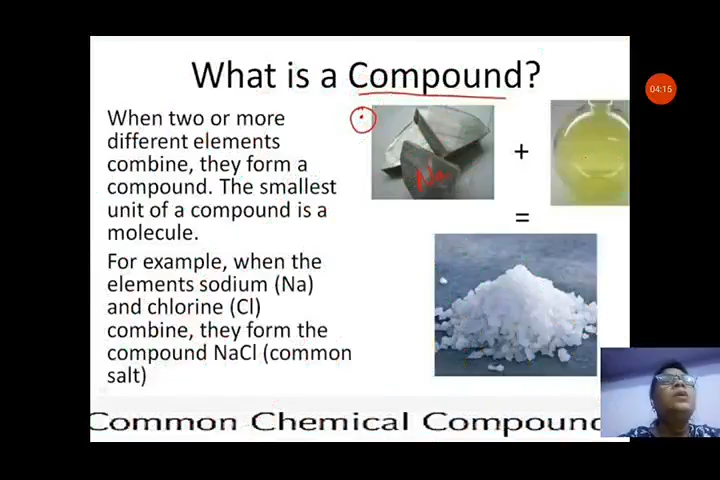 What is a Compound?
04:15
When two or more
different elements
combine, they form a
compound. The smallest
unit of a compound is a
molecule.
For example, when the
elements sodium (Na)
and chlorine (Cl)
combine, they form the
compound NaCl (common
salt)
Na
+
=
Common Chemical Compound